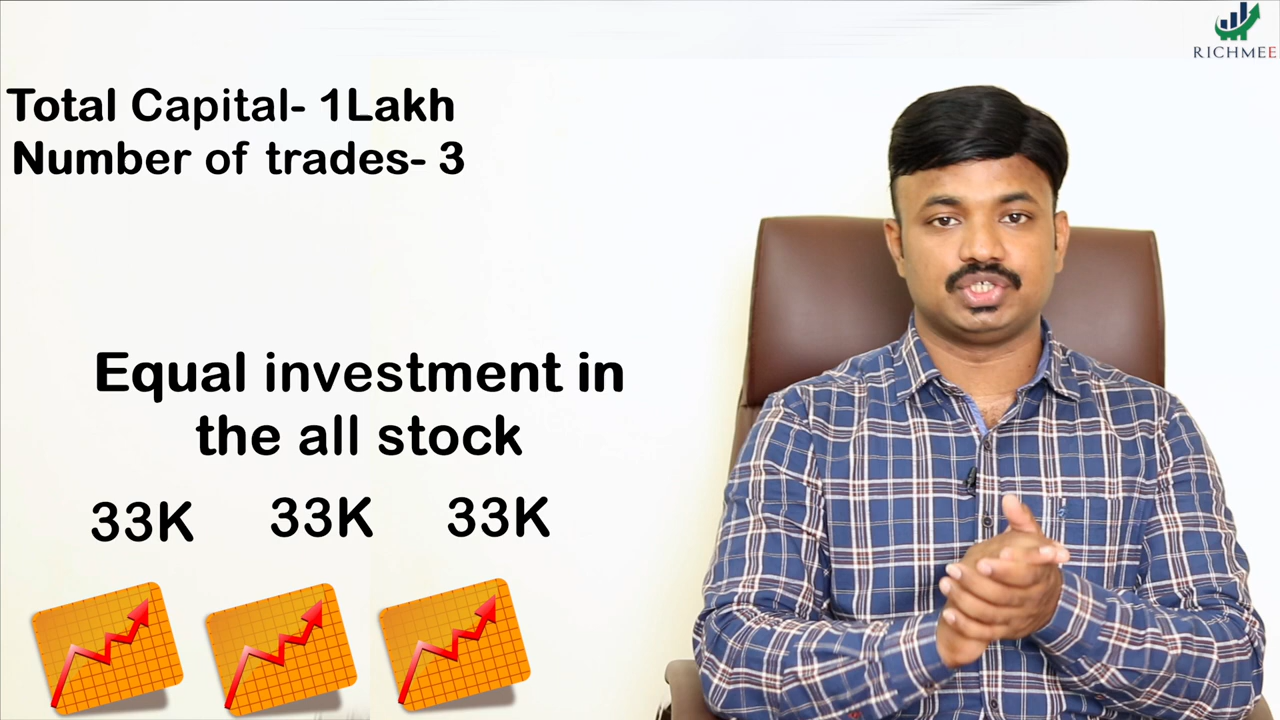 RICHMEE
Total Capital- 1Lakh
Number of trades- 3
Equal investment in
the all stock
33K 33K 33K